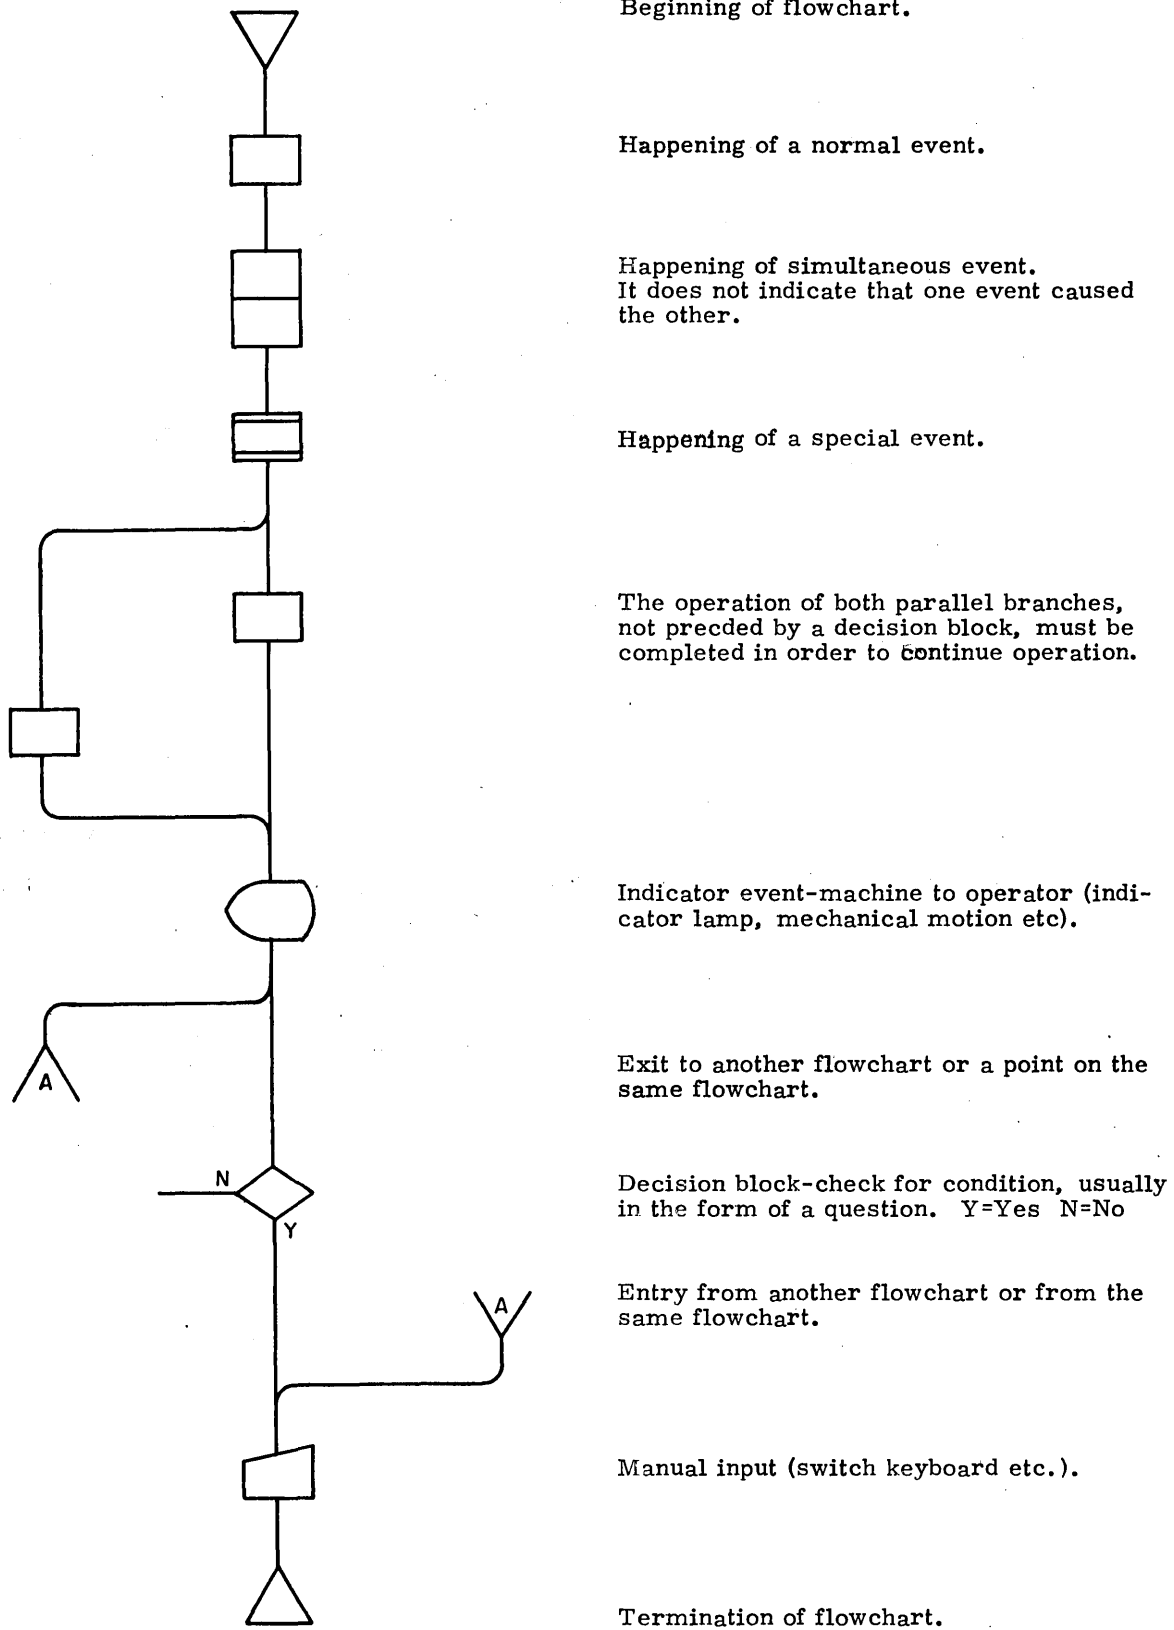 Beginning of flowchart.
Happening of a normal event.
Happening of simultaneous event.
It does not indicate that one event caused
the other.
Happening of a special event.
The operation of both parallel branches,
not precded by a decision block, must be
completed in order to continue operation.
Indicator event-machine to operator (indi-
cator lamp, mechanical motion etc).
A
Exit to another flowchart or a point on the
same flowchart.
N
Y
Decision block-check for condition, usually
in the form of a question. Y=Yes N=No
A
Entry from another flowchart or from the
same flowchart.
Manual input (switch keyboard etc.).
Termination of flowchart.